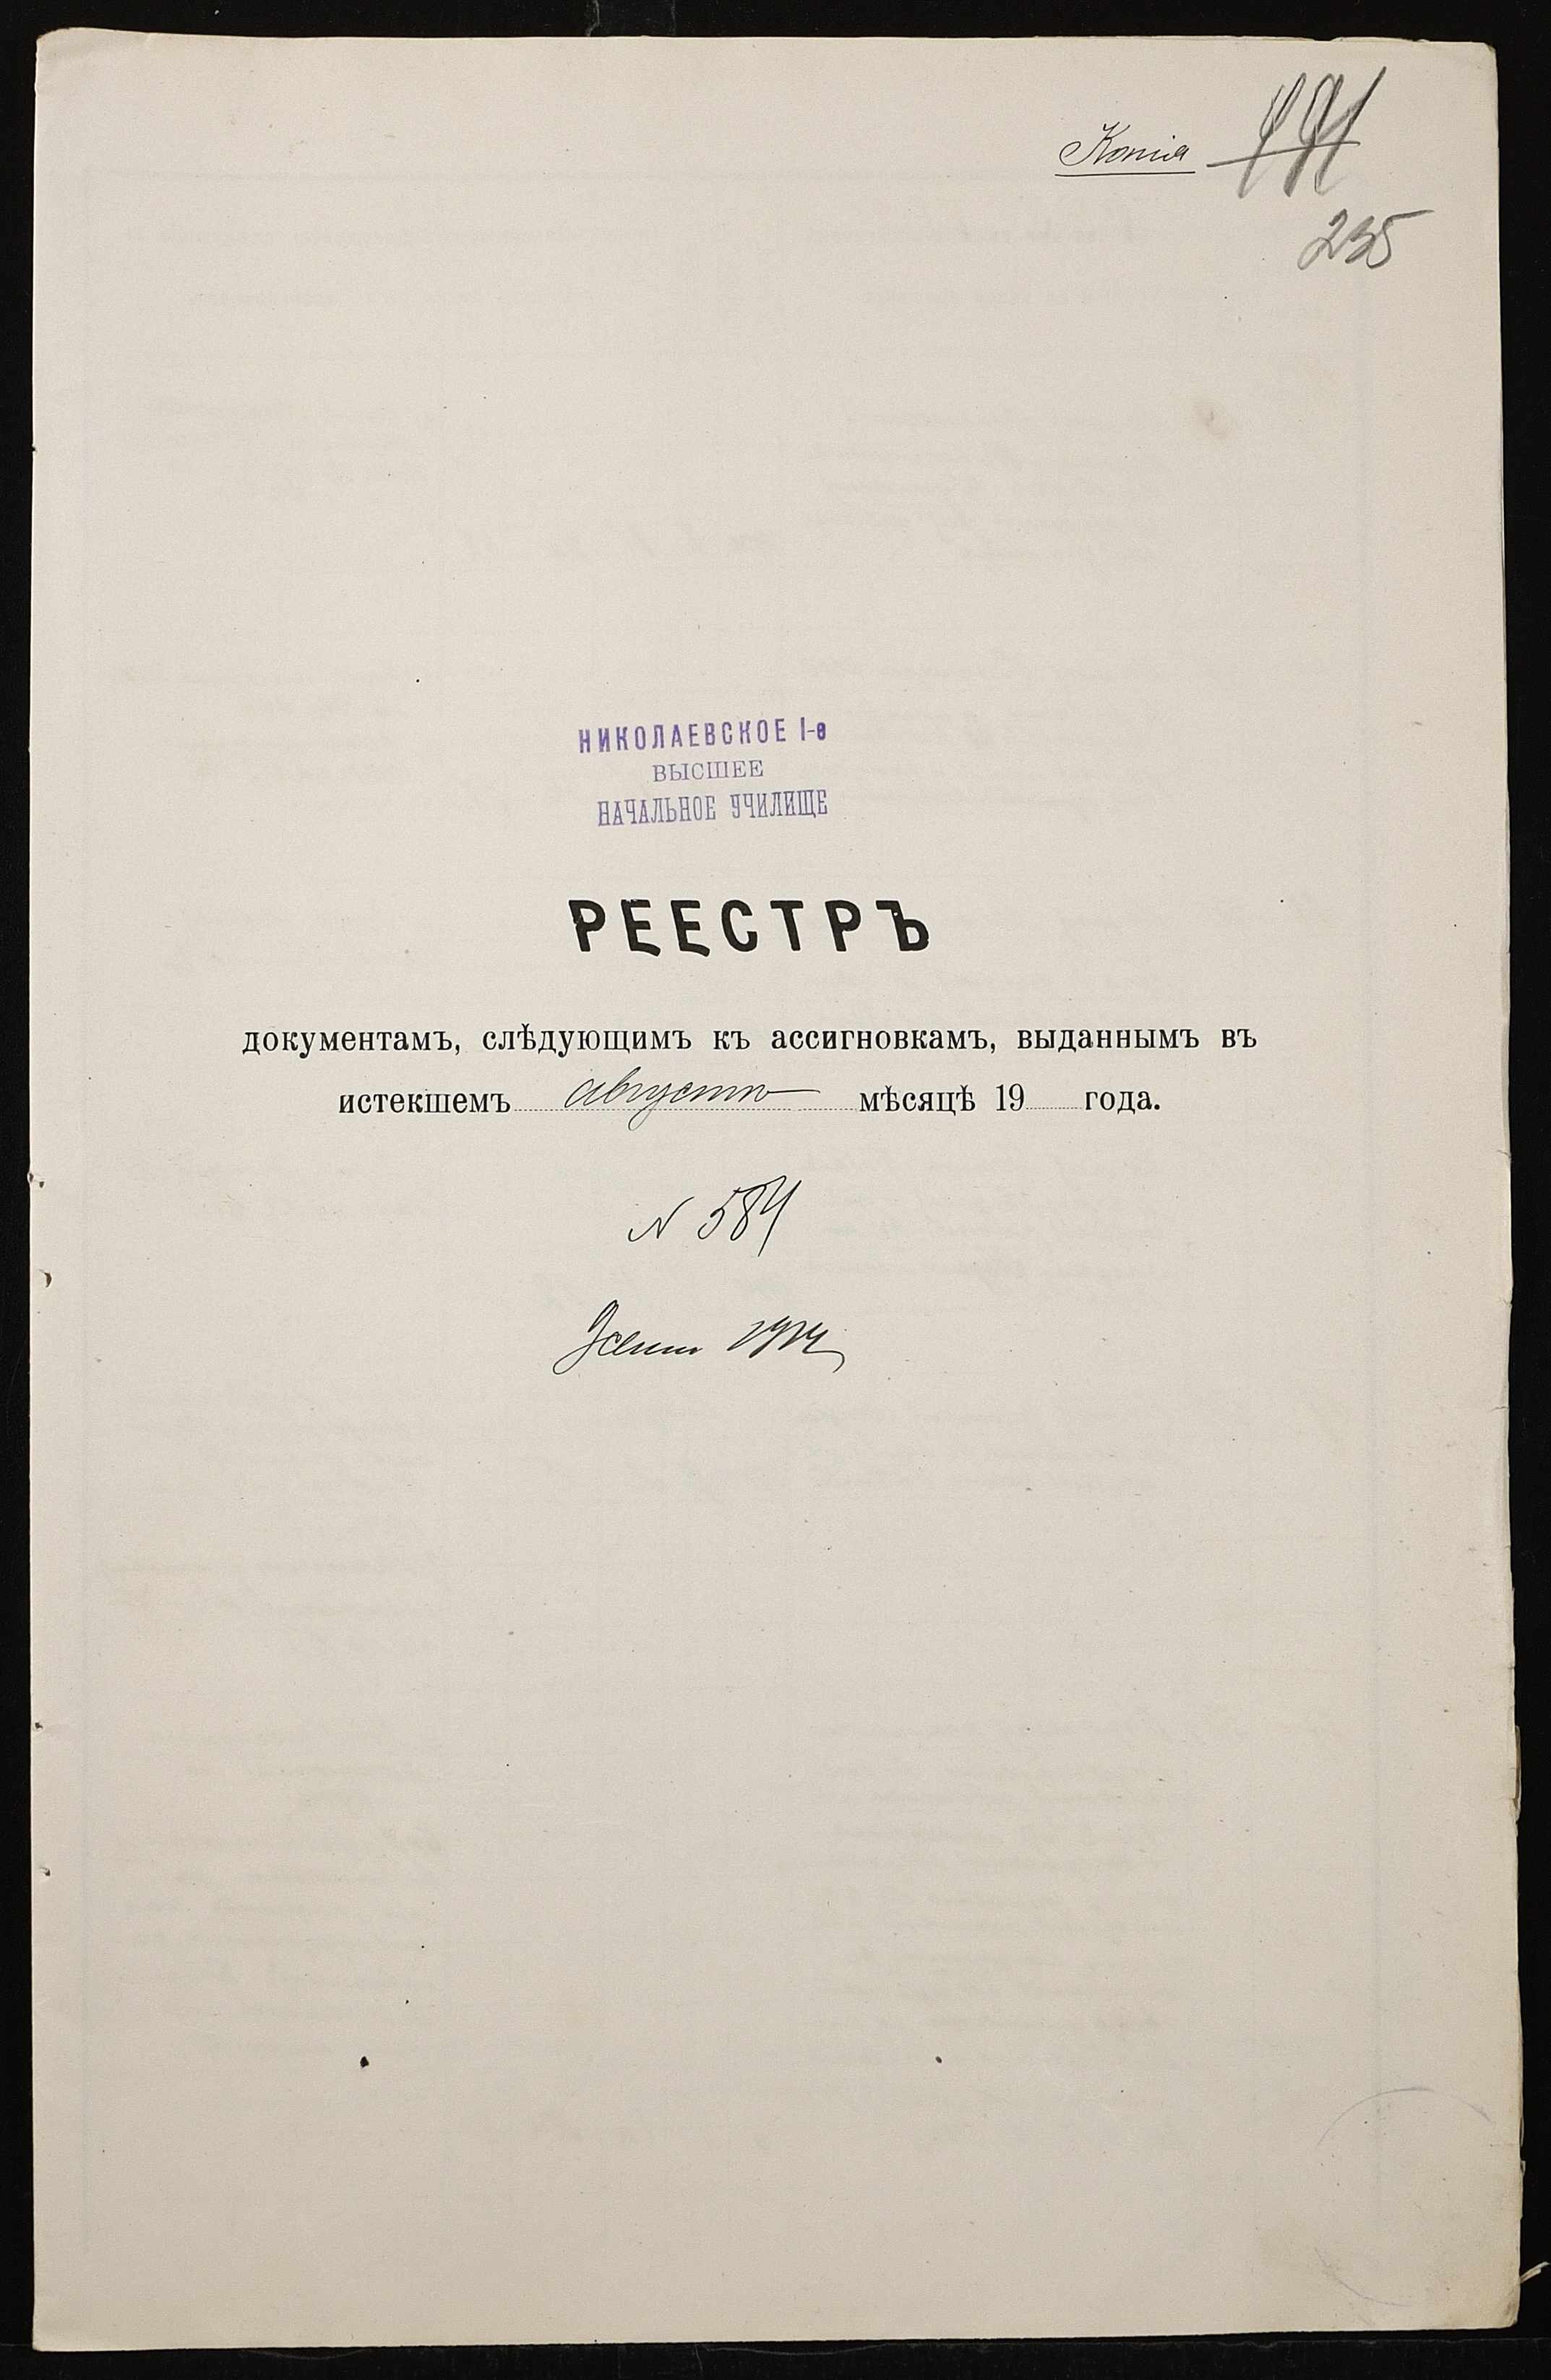 Копія
235
НИКОЛАЕВСКОЕ I-е
ВЫСШЕЕ
НАЧАЛЬНОЕ УЧИЛИЩЕ
РЕЕСТРЪ
документамъ, слѣдующимъ къ ассигновкамъ, выданнымъ въ
истекшемъ августѣ мѣсяцѣ 19 года.
N 584
1914